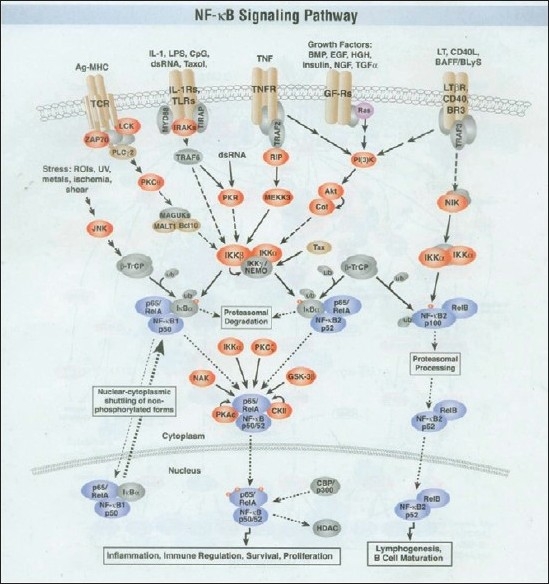 NF-κB Signaling Pathway
IL-1, LPS, CpG,
dsRNA, Taxol,
TNF
Growth Factors:
BMP, EGF, HGH,
Insulin, NGF, TGFα
LT, CD40L,
BAFF/BLyS
Ag-MHC
TCR
LCK
ZAP70
PLCγ2
MYD88
IL-1Rs,
TLRs
TIRAP
IRAKs
TNFR
TRAF2
GF-Rs
Ras
LTβR,
CD40,
BR3
TRAF3
TRAF6
dsRNA
RIP
PI(3)K
Stress: ROIs, UV,
metals, ischemia,
shear
PKCθ
PKR
MEKK3
Akt
Cot
NIK
JNK
MAGUKs
MALT1
Bcl10
IKKβ
IKKα
IKKγ/
NEMO
Tax
IKKα
IKKα
β-TrCP
ub
β-TrCP
ub
ub
p65/
RelA
IκBα
NF-κB1
p50
Proteasomal
Degradation
ub
IκBα
p65/
RelA
NF-κB2
p52
ub
NF-κB2
p100
RelB
IKKα
PKCζ
NAK
GSK-3β
Proteasomal
Processing
Nuclear-cytoplasmic
shuttling of non-
phosphorylated forms
p65/
RelA
NF-κB
p50/52
PKAc
CKII
RelB
NF-κB2
p52
Cytoplasm
Nucleus
p65/
RelA
IκBα
NF-κB1
p50
p65/
RelA
NF-κB
p50/52
CBP/
p300
HDAC
RelB
NF-κB2
p52
Inflammation, Immune Regulation, Survival, Proliferation
Lymphogenesis,
B Cell Maturation